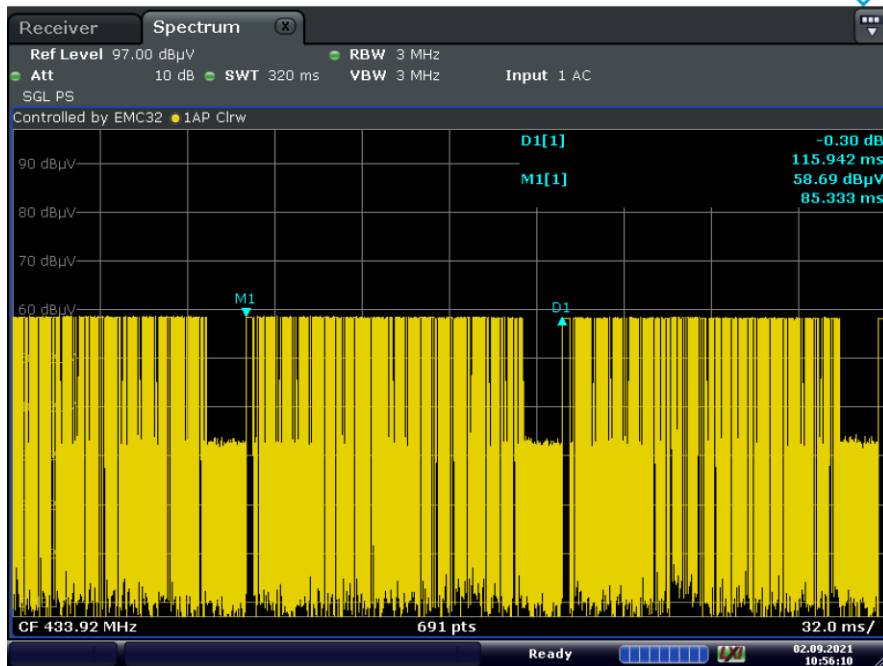 Receiver Spectrum X
Ref Level 97.00 dBµV RBW 3 MHz
Att 10 dB SWT 320 ms VBW 3 MHz Input 1 AC
SGL PS
Controlled by EMC32 1AP Clrw
D1[1] -0.30 dB
115.942 ms
90 dBµV
M1[1] 58.69 dBµV
85.333 ms
80 dBµV
70 dBµV
M1
60 dBµV
D1
CF 433.92 MHz 691 pts 32.0 ms/
Ready LXI 02.09.2021
10:56:10